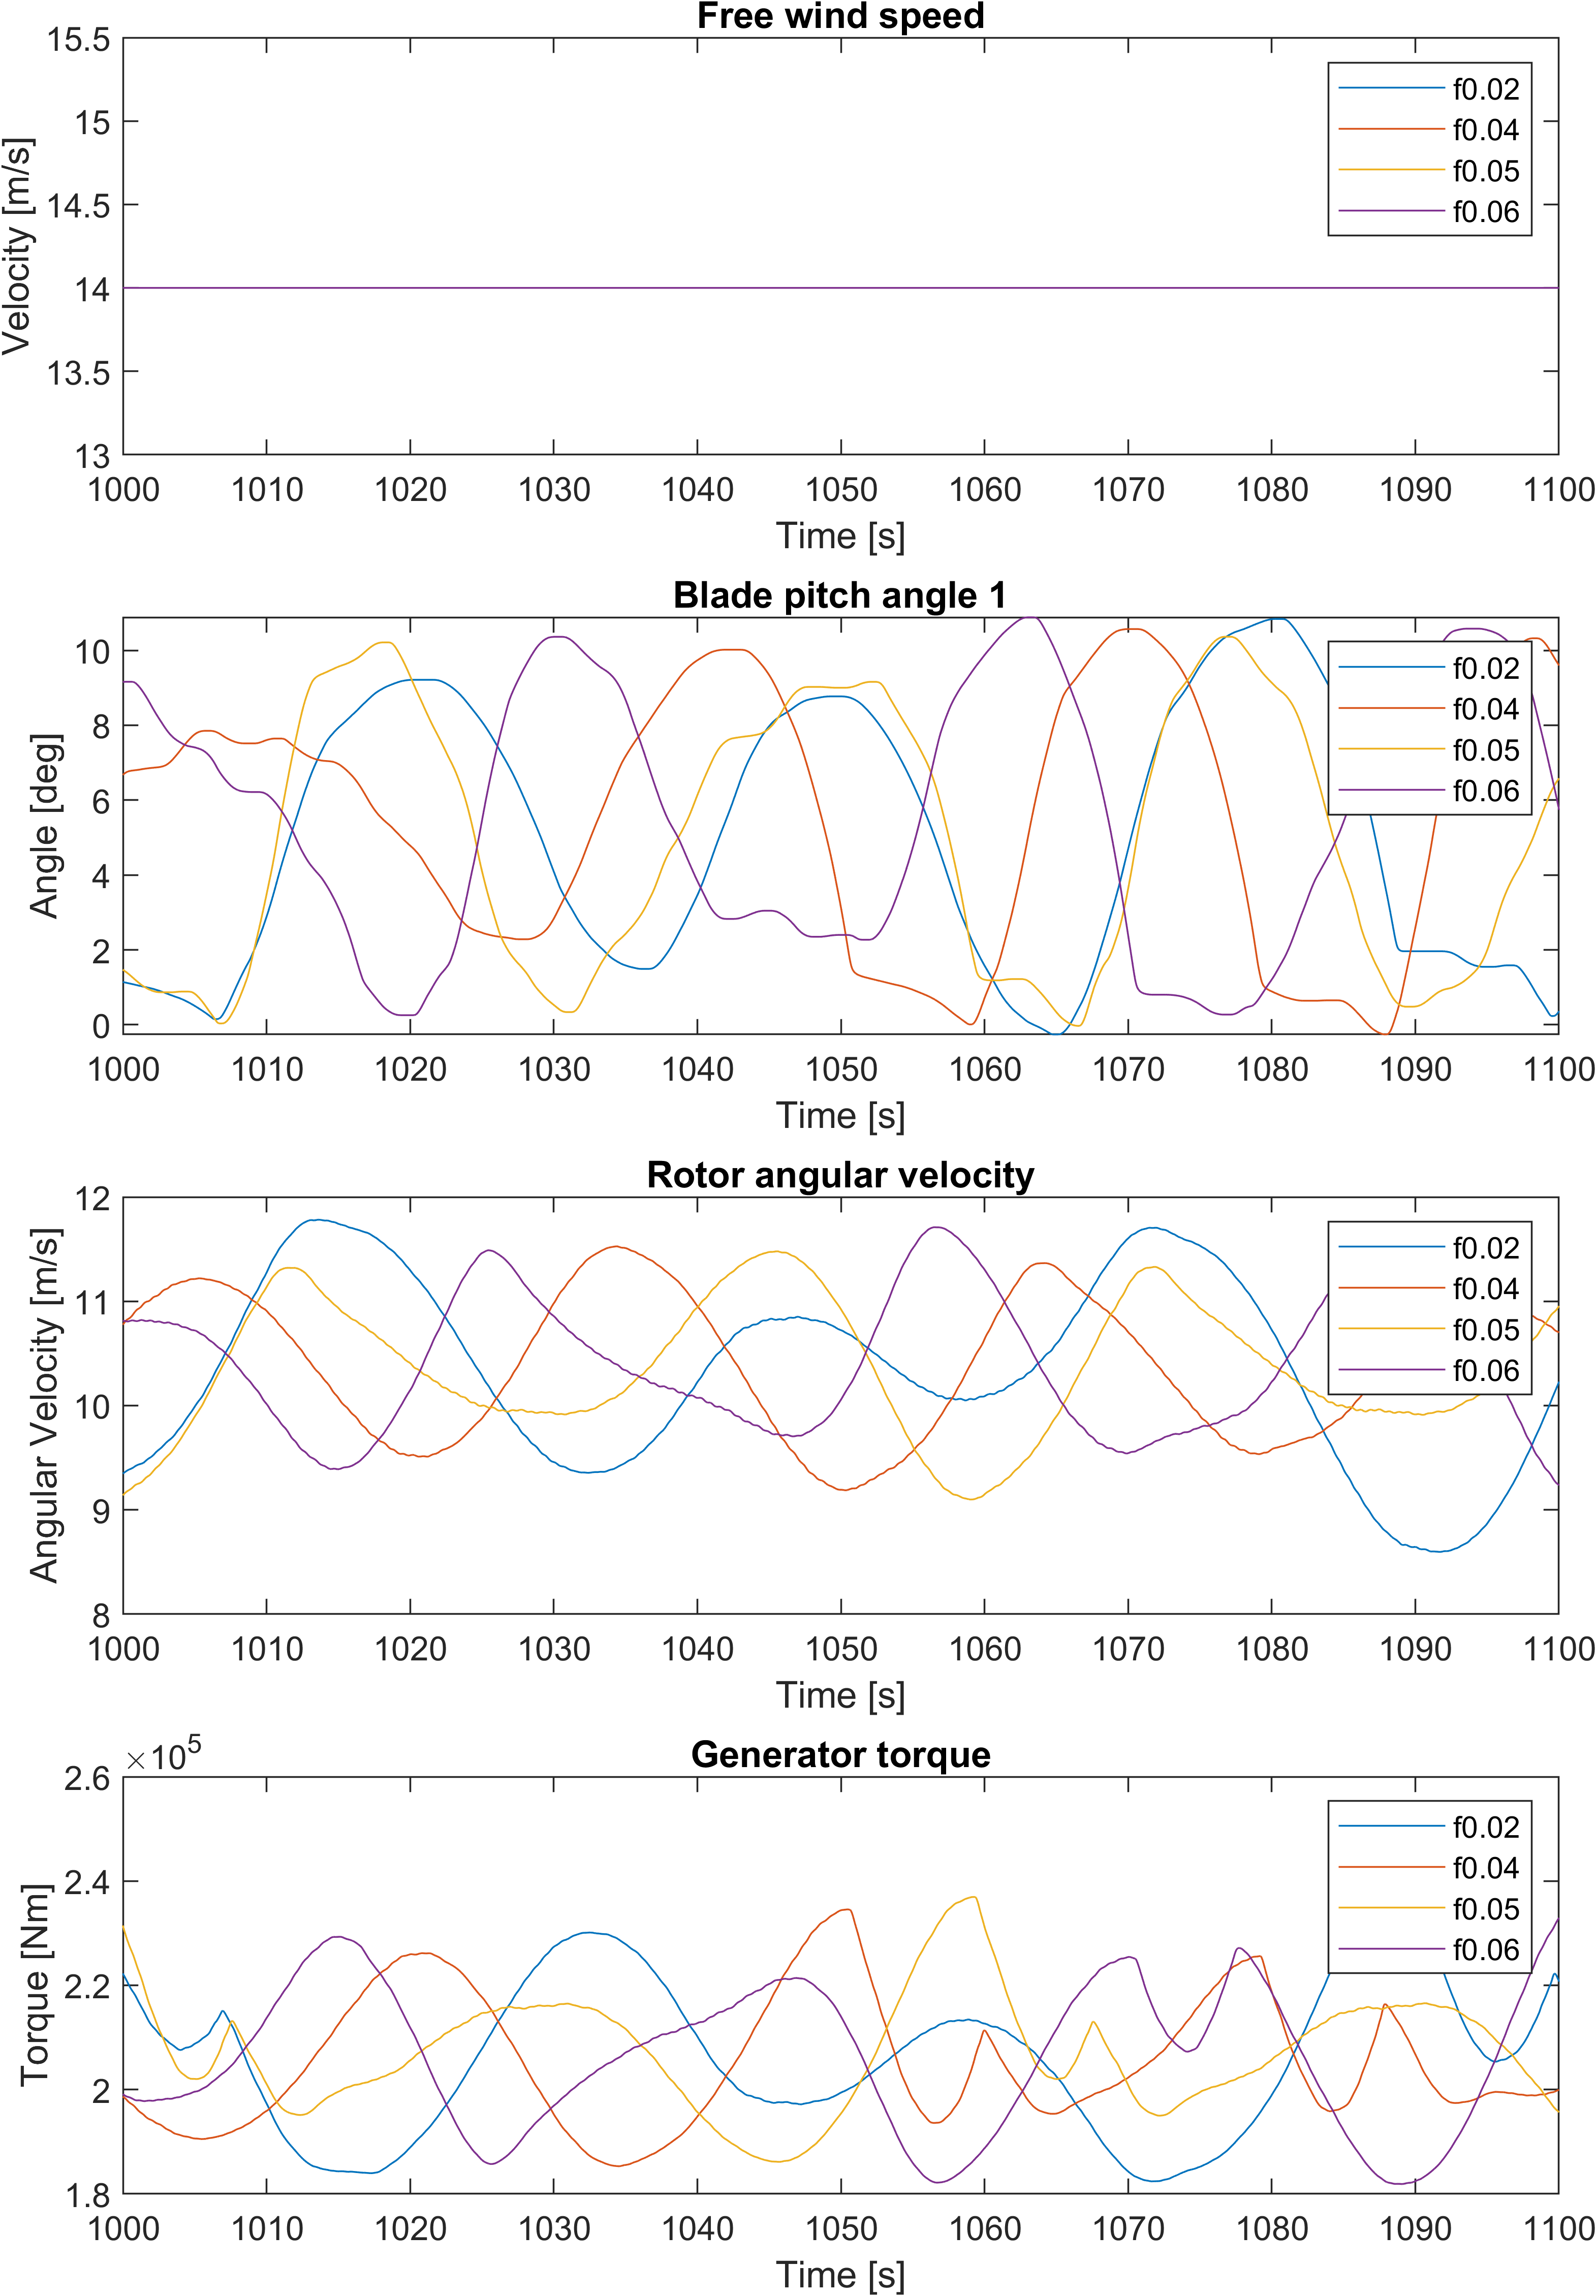 Free wind speed
15.5
15
14.5
14
13.5
13
Velocity [m/s]
f0.02
f0.04
f0.05
f0.06
1000 1010 1020 1030 1040 1050 1060 1070 1080 1090 1100
Time [s]
Blade pitch angle 1
10
8
6
4
2
0
Angle [deg]
f0.02
f0.04
f0.05
f0.06
1000 1010 1020 1030 1040 1050 1060 1070 1080 1090 1100
Time [s]
Rotor angular velocity
12
11
10
9
8
Angular Velocity [m/s]
f0.02
f0.04
f0.05
f0.06
1000 1010 1020 1030 1040 1050 1060 1070 1080 1090 1100
Time [s]
Generator torque
×10⁵
2.6
2.4
2.2
2
1.8
Torque [Nm]
f0.02
f0.04
f0.05
f0.06
1000 1010 1020 1030 1040 1050 1060 1070 1080 1090 1100
Time [s]